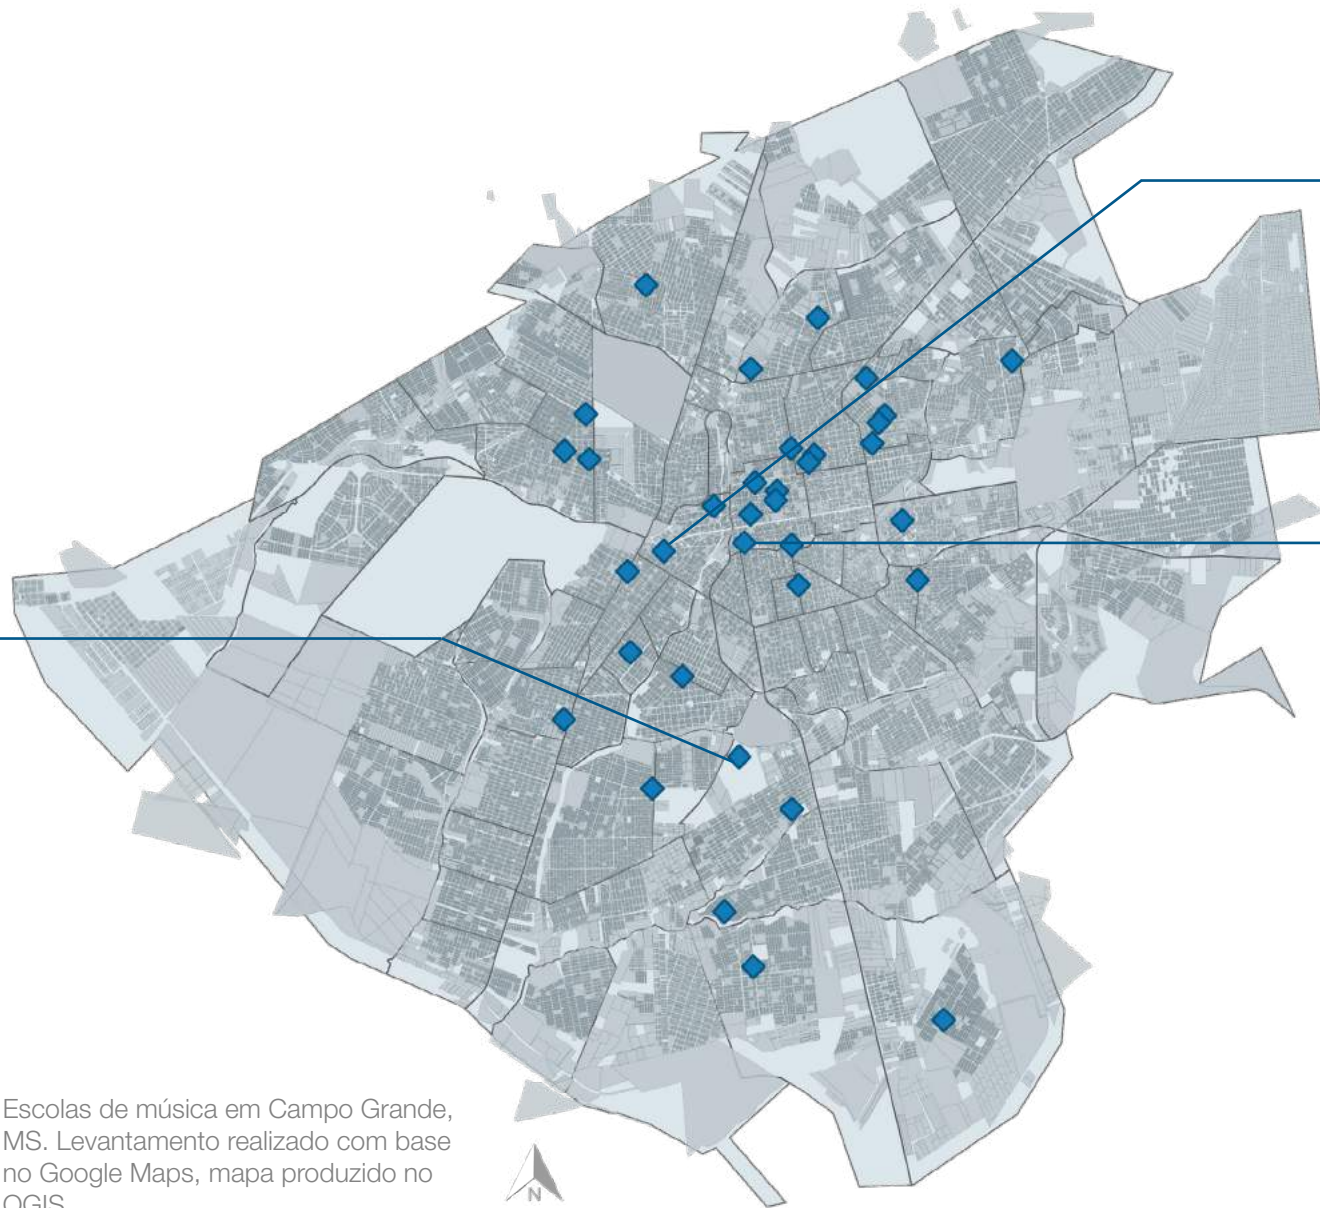 Escolas de música em Campo Grande,
MS. Levantamento realizado com base
no Google Maps, mapa produzido no
QGIS
N